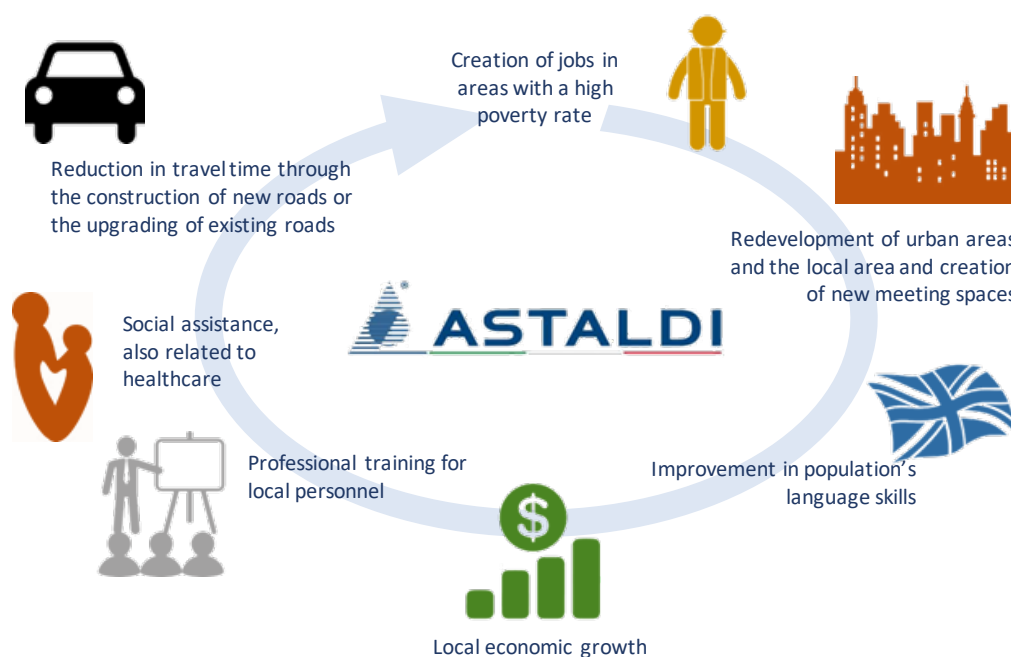 Creation of jobs in
areas with a high
poverty rate
Reduction in travel time through
the construction of new roads or
the upgrading of existing roads
Redevelopment of urban areas
and the local area and creation
of new meeting spaces
Social assistance,
also related to
healthcare
ASTALDI
®
Professional training for
local personnel
Improvement in population's
language skills
$
Local economic growth